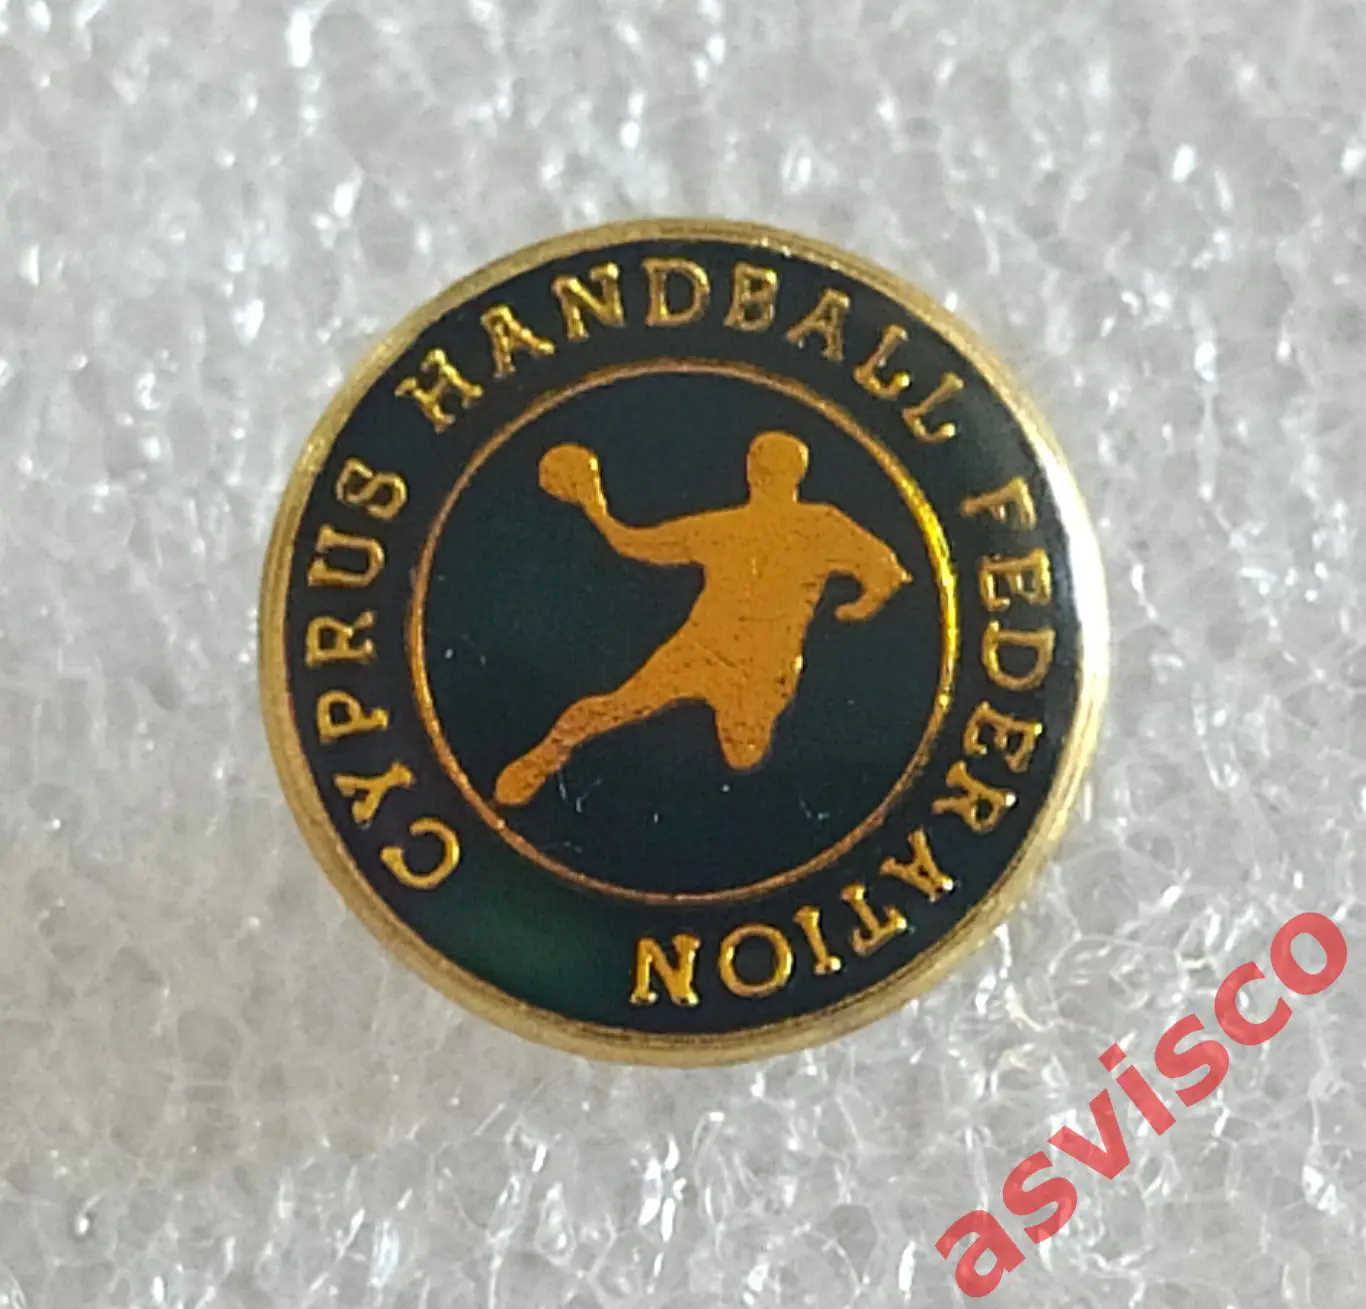 CYPRUS HANDBALL FEDERATION
asvisco